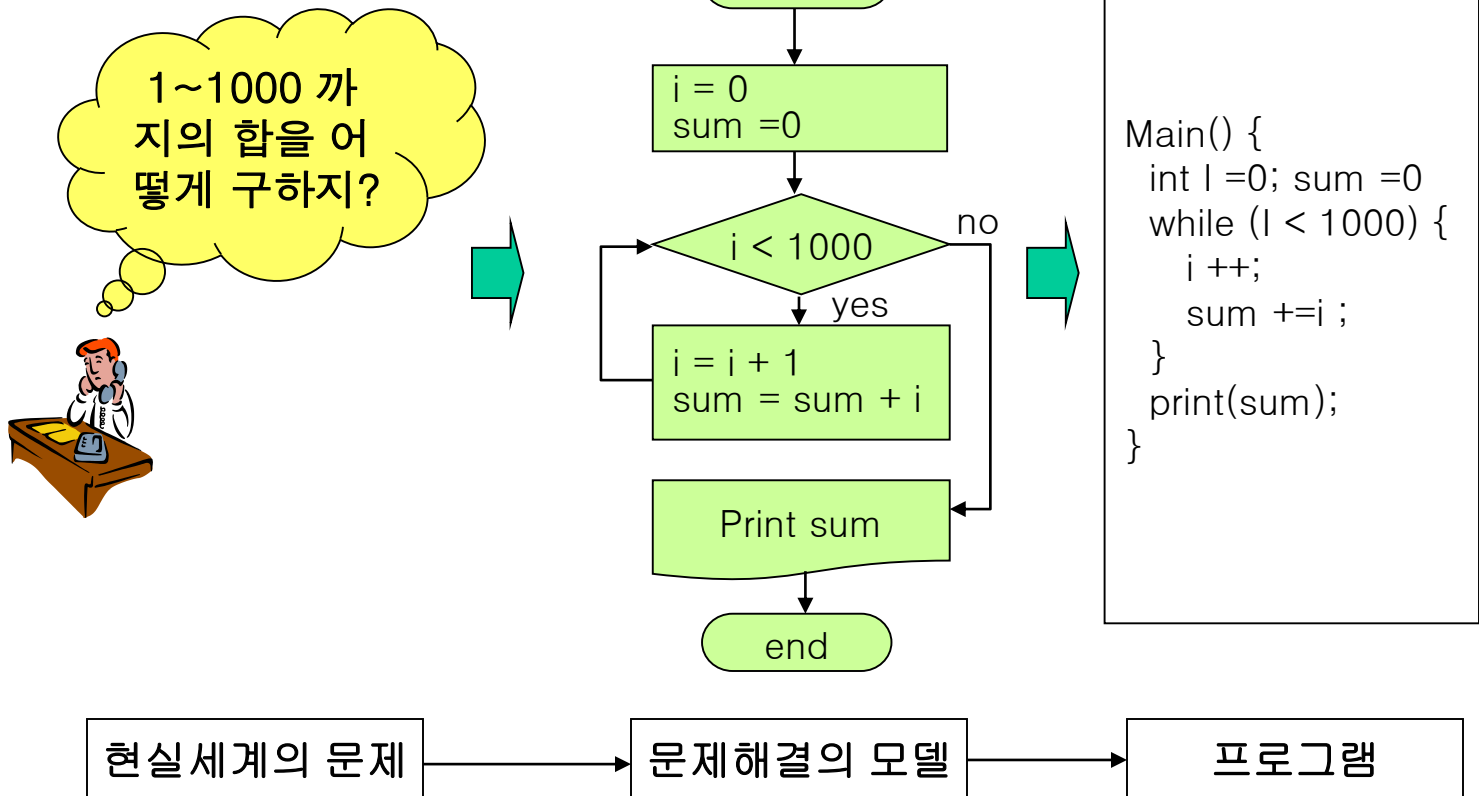 1~1000 까
지의 합을 어
떻게 구하지?
i = 0
sum =0
i < 1000
no
yes
i = i + 1
sum = sum + i
Print sum
end
Main() {
int I =0; sum =0
while (I < 1000) {
i ++;
sum +=i ;
}
print(sum);
}
현실세계의 문제
문제해결의 모델
프로그램